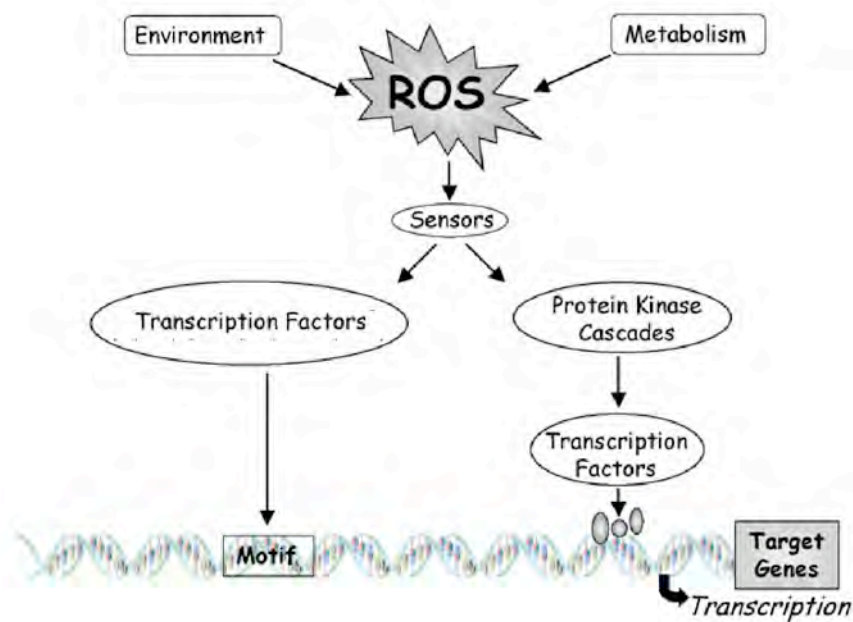 Environment
Metabolism
ROS
Sensors
Transcription Factors
Protein Kinase
Cascades
Transcription
Factors
Motif
Target
Genes
Transcription